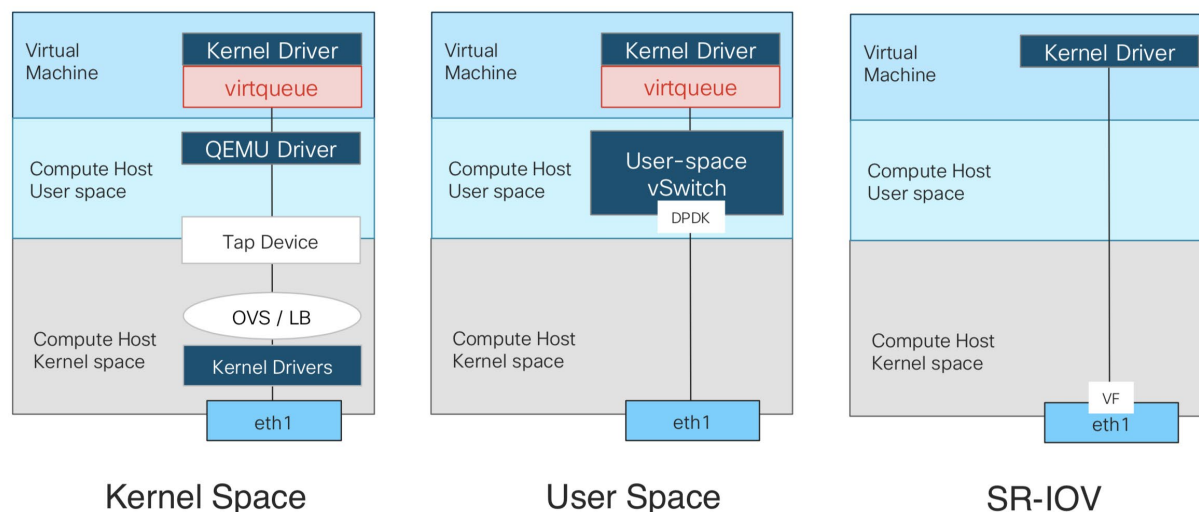 Virtual
Machine
Kernel Driver
virtqueue
Compute Host
User space
QEMU Driver
Tap Device
OVS / LB
Compute Host
Kernel space
Kernel Drivers
eth1
Kernel Space
Virtual
Machine
Kernel Driver
virtqueue
Compute Host
User space
User-space
vSwitch
DPDK
Compute Host
Kernel space
eth1
User Space
Virtual
Machine
Kernel Driver
Compute Host
User space
Compute Host
Kernel space
VF
eth1
SR-IOV